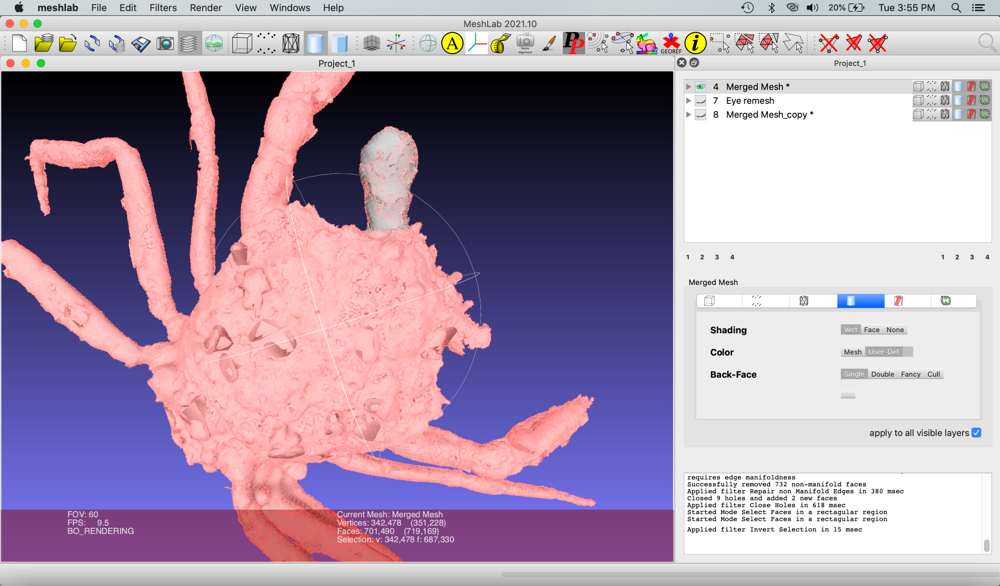 meshlab File Edit Filters Render View Windows Help 20% Tue 3:55 PM
MeshLab 2021.10
A Raster Alignment PP GEOREF i
Y Z X
Project_1
Project_1
4 Merged Mesh *
7 Eye remesh
8 Merged Mesh_copy *
1 2 3 4 1 2 3 4
Merged Mesh
Shading Vert Face None
Color Mesh User-Def
Back-Face Single Double Fancy Cull
apply to all visible layers
requires edge manifoldness
Successfully removed 732 non-manifold faces
Applied filter Repair non Manifold Edges in 380 msec
Closed 9 holes and added 2 new faces
Applied filter Close Holes in 618 msec
Started Mode Select Faces in a rectagular region
Started Mode Select Faces in a rectagular region
Applied filter Invert Selection in 15 msec
FOV: 60
FPS: 9.5
BO_RENDERING
Current Mesh: Merged Mesh
Vertices: 342,478 (351,228)
Faces: 701,490 (719,169)
Selection: v: 342,478 f: 687,330